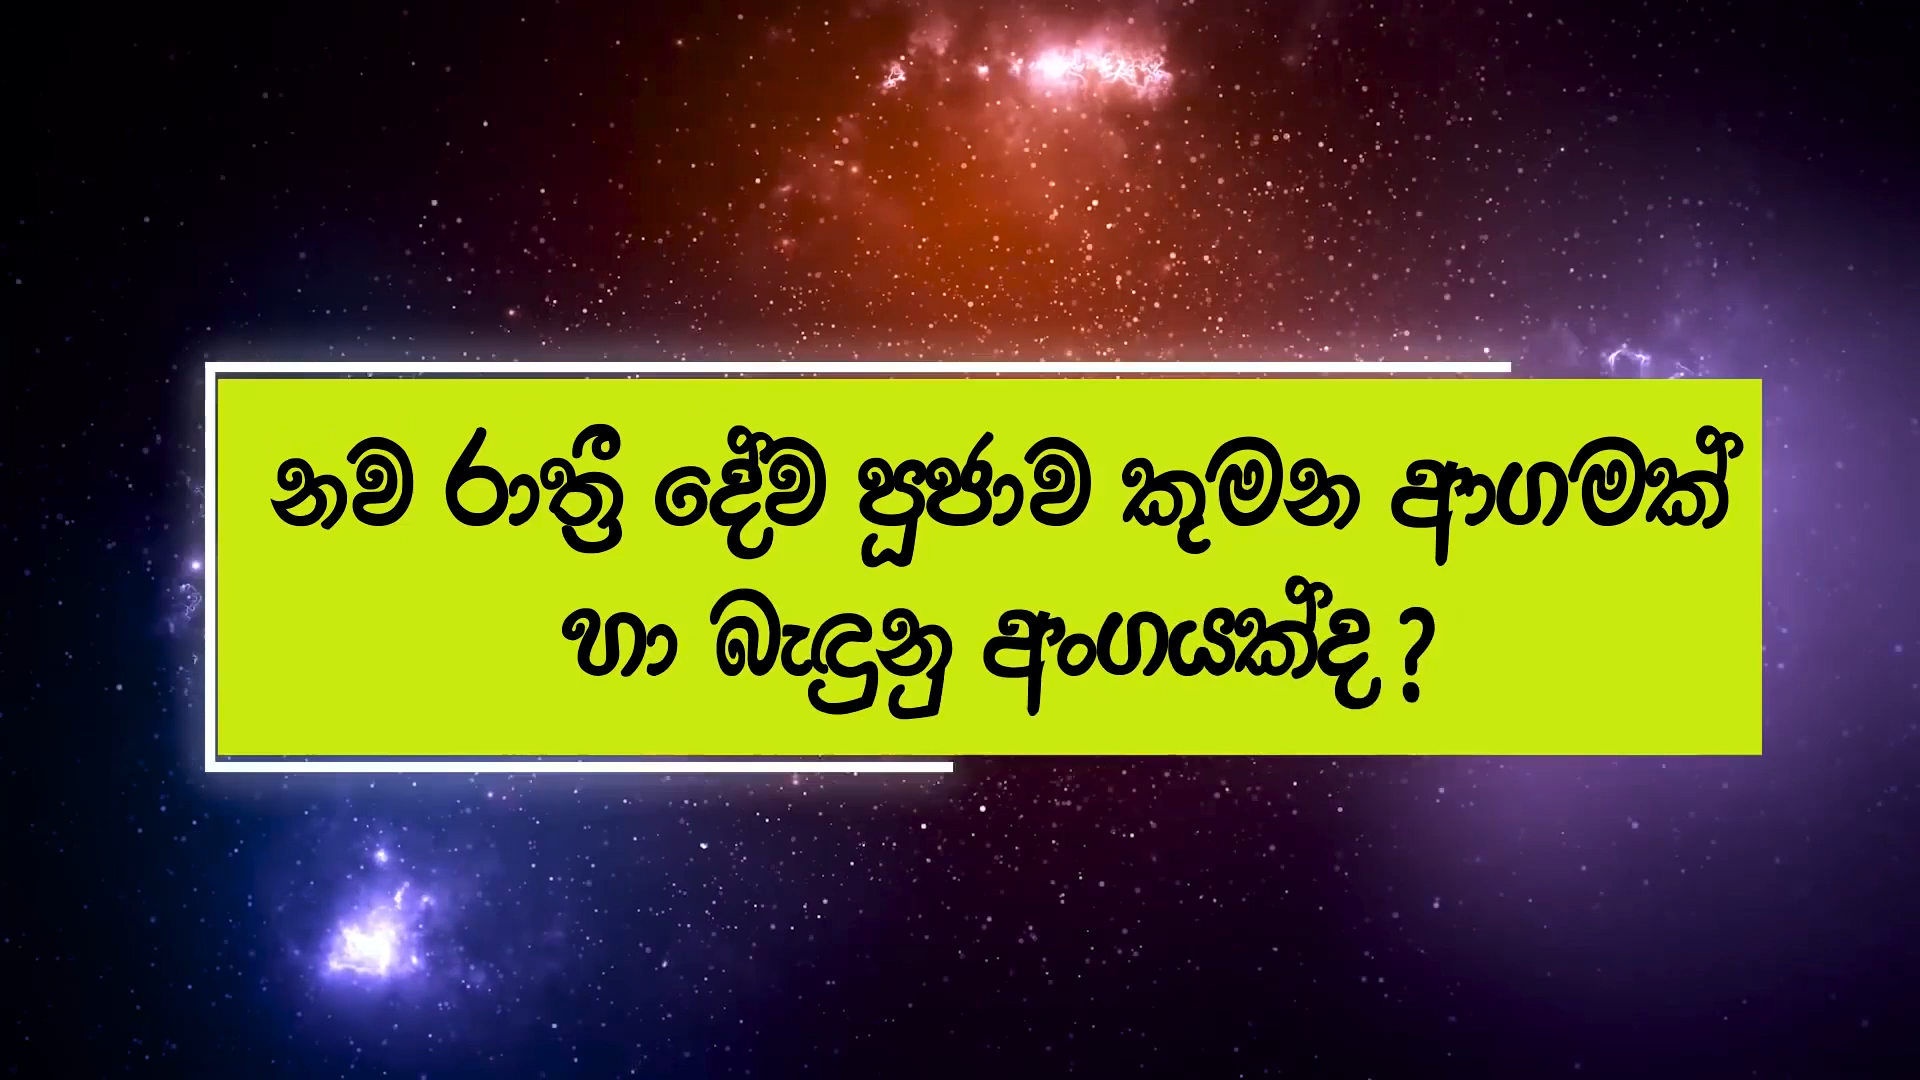 නව රාත්‍රී දේව පූජාව කුමන ආගමක්
හා බැඳුනු අංගයක්ද ?